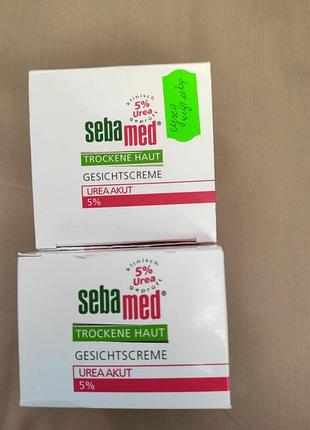 klinisch
5%
Urea
geprüft
sebamed®
TROCKENE HAUT
GESICHTSCREME
UREA AKUT
5%
суха
klinisch
5%
Urea
geprüft
sebamed®
TROCKENE HAUT
GESICHTSCREME
UREA AKUT
5%